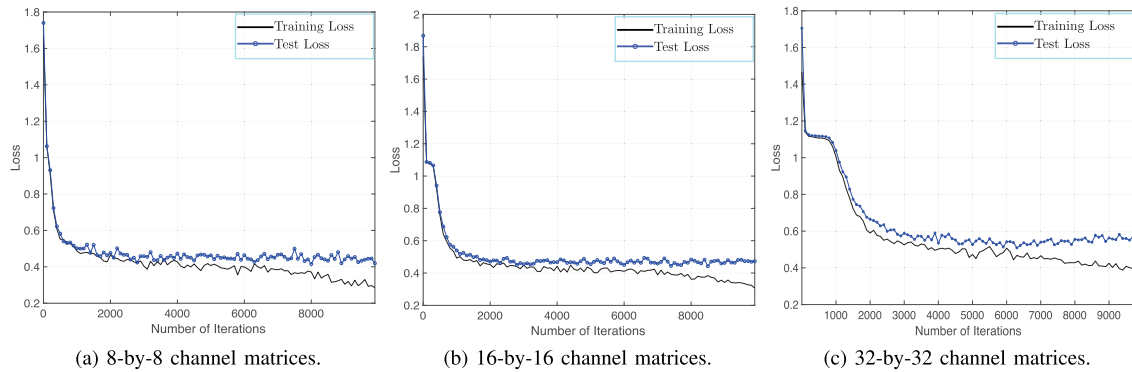 1.8
1.6
1.4
1.2
1
0.8
0.6
0.4
0.2
0 2000 4000 6000 8000
Loss
Number of Iterations
Training Loss
Test Loss
(a) 8-by-8 channel matrices.
2
1.8
1.6
1.4
1.2
1
0.8
0.6
0.4
0.2
0 2000 4000 6000 8000
Loss
Number of Iterations
Training Loss
Test Loss
(b) 16-by-16 channel matrices.
1.8
1.6
1.4
1.2
1
0.8
0.6
0.4
0.2
1000 2000 3000 4000 5000 6000 7000 8000 9000
Loss
Number of Iterations
Training Loss
Test Loss
(c) 32-by-32 channel matrices.